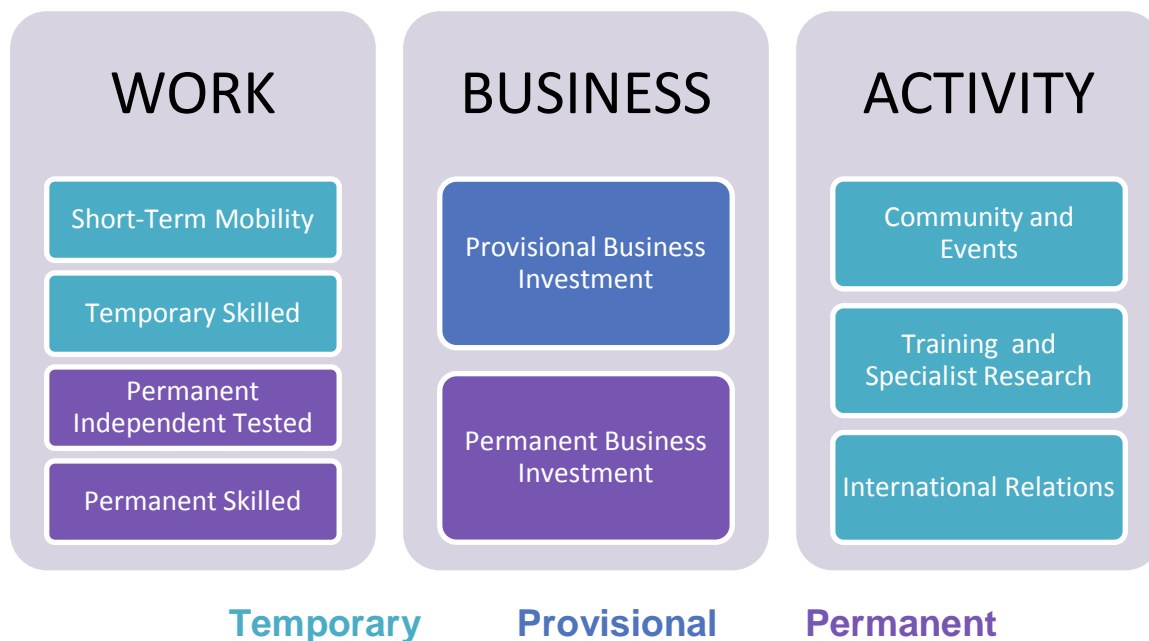 WORK
Short-Term Mobility
Temporary Skilled
Permanent
Independent Tested
Permanent Skilled
BUSINESS
Provisional Business
Investment
Permanent Business
Investment
ACTIVITY
Community and
Events
Training and
Specialist Research
International Relations
Temporary Provisional Permanent